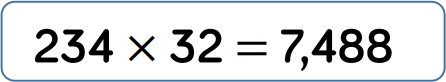 234 × 32 = 7,488